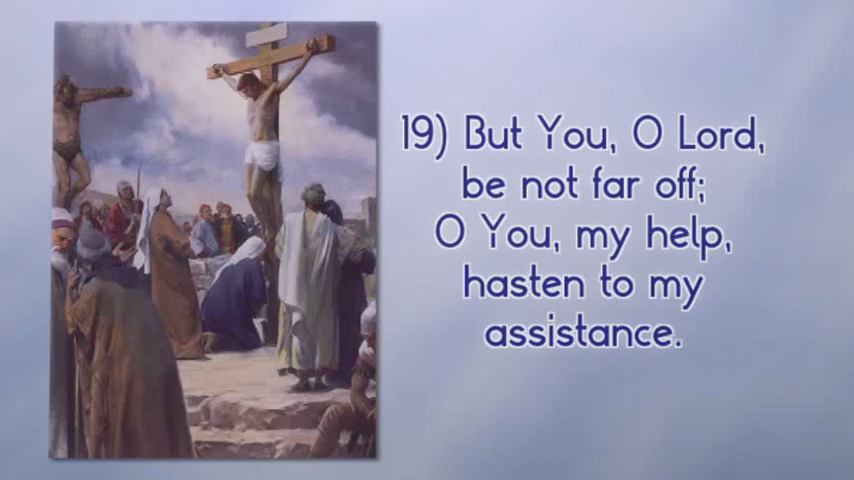 19) But You, O Lord,
be not far off;
O You, my help,
hasten to my
assistance.